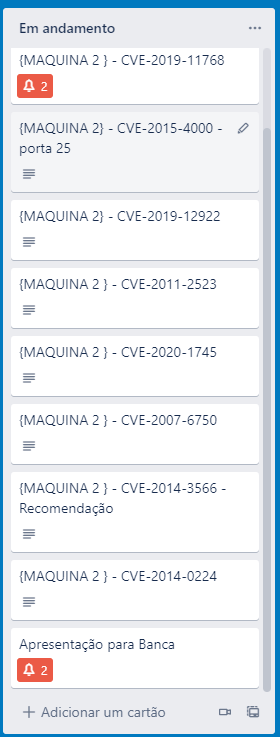 Em andamento
{MAQUINA 2 } - CVE-2019-11768
2
{MAQUINA 2} - CVE-2015-4000 -
porta 25
{MAQUINA 2} - CVE-2019-12922
{MAQUINA 2 } - CVE-2011-2523
{MAQUINA 2 } - CVE-2020-1745
{MAQUINA 2 } - CVE-2007-6750
{MAQUINA 2 } - CVE-2014-3566 -
Recomendação
{MAQUINA 2 } - CVE-2014-0224
Apresentação para Banca
2
+ Adicionar um cartão